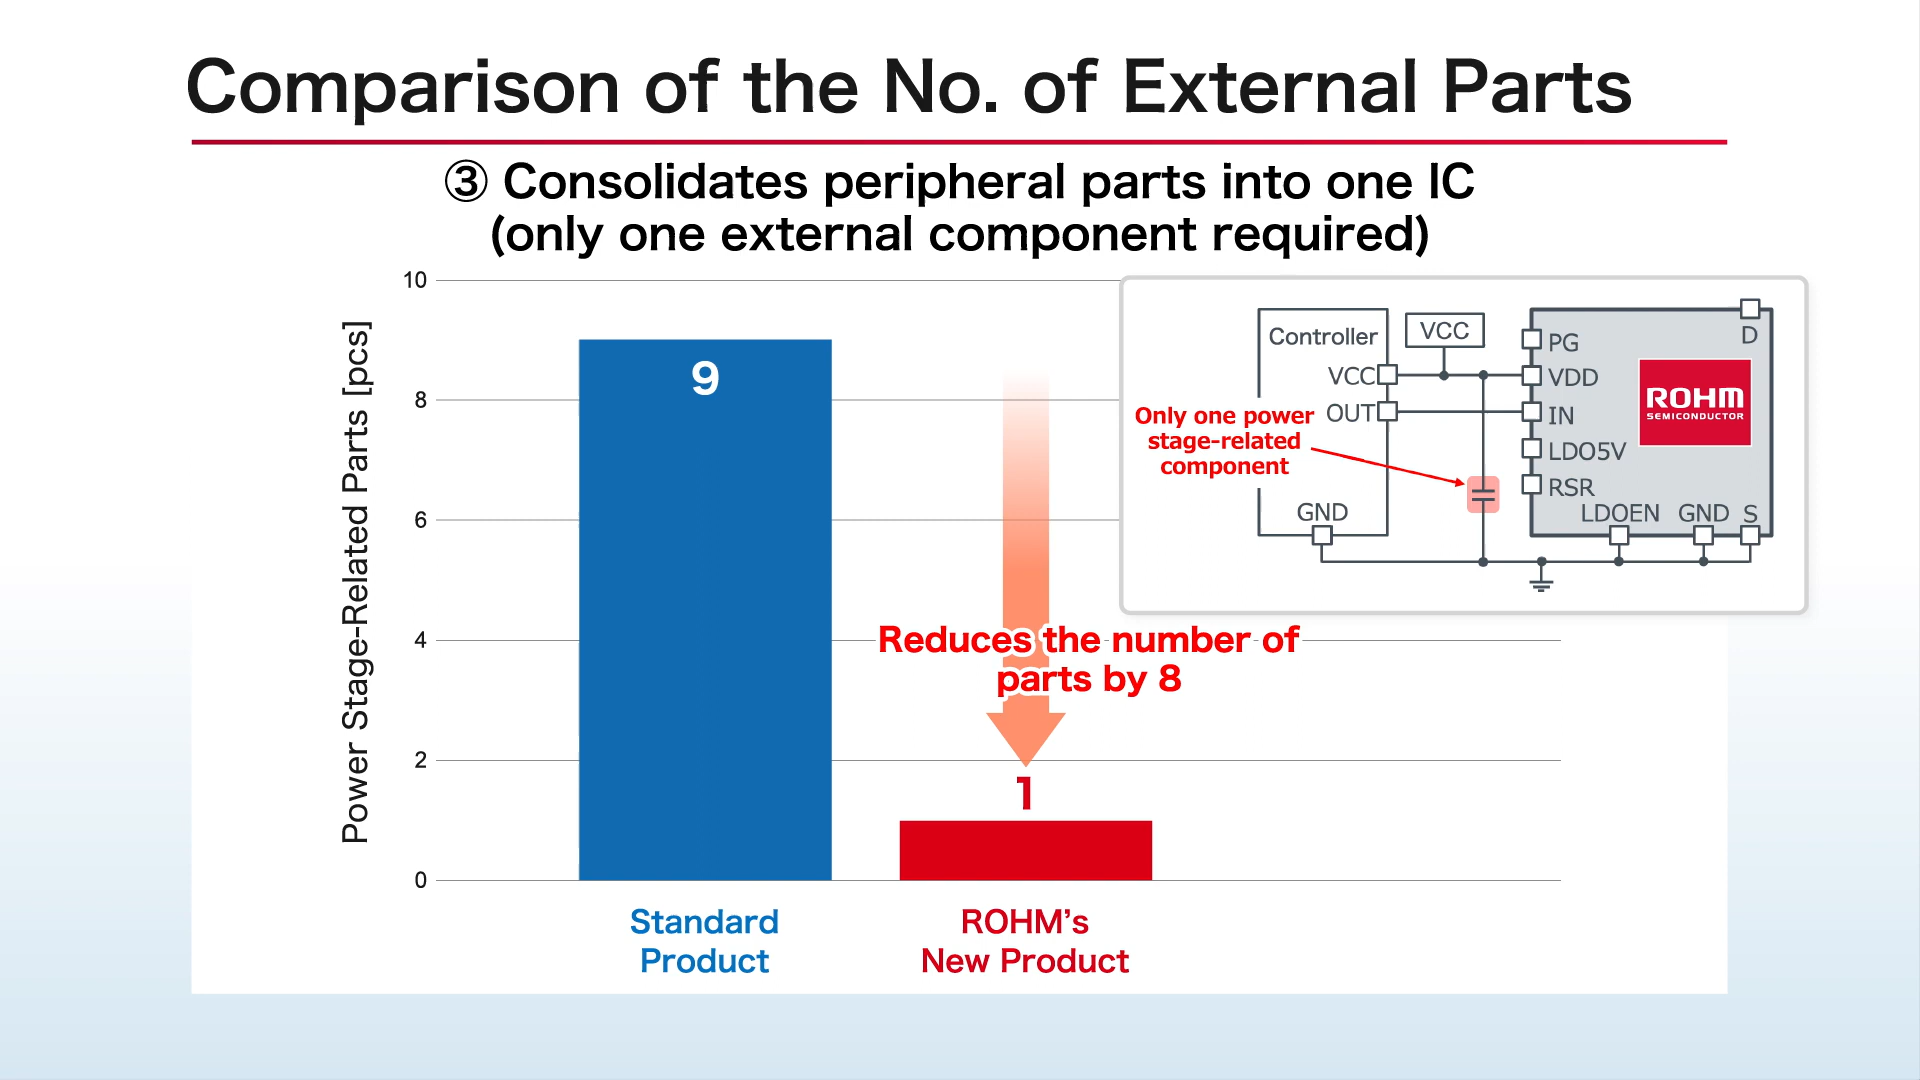 Comparison of the No. of External Parts
③ Consolidates peripheral parts into one IC
(only one external component required)
Power Stage-Related Parts [pcs]
10
8
6
4
2
0
9
1
Reduces the number of
parts by 8
Standard
Product
ROHM's
New Product
Controller
VCC
OUT
GND
VCC
Only one power
stage-related
component
PG
VDD
IN
LDO5V
RSR
LDOEN
GND
S
D
ROHM
SEMICONDUCTOR